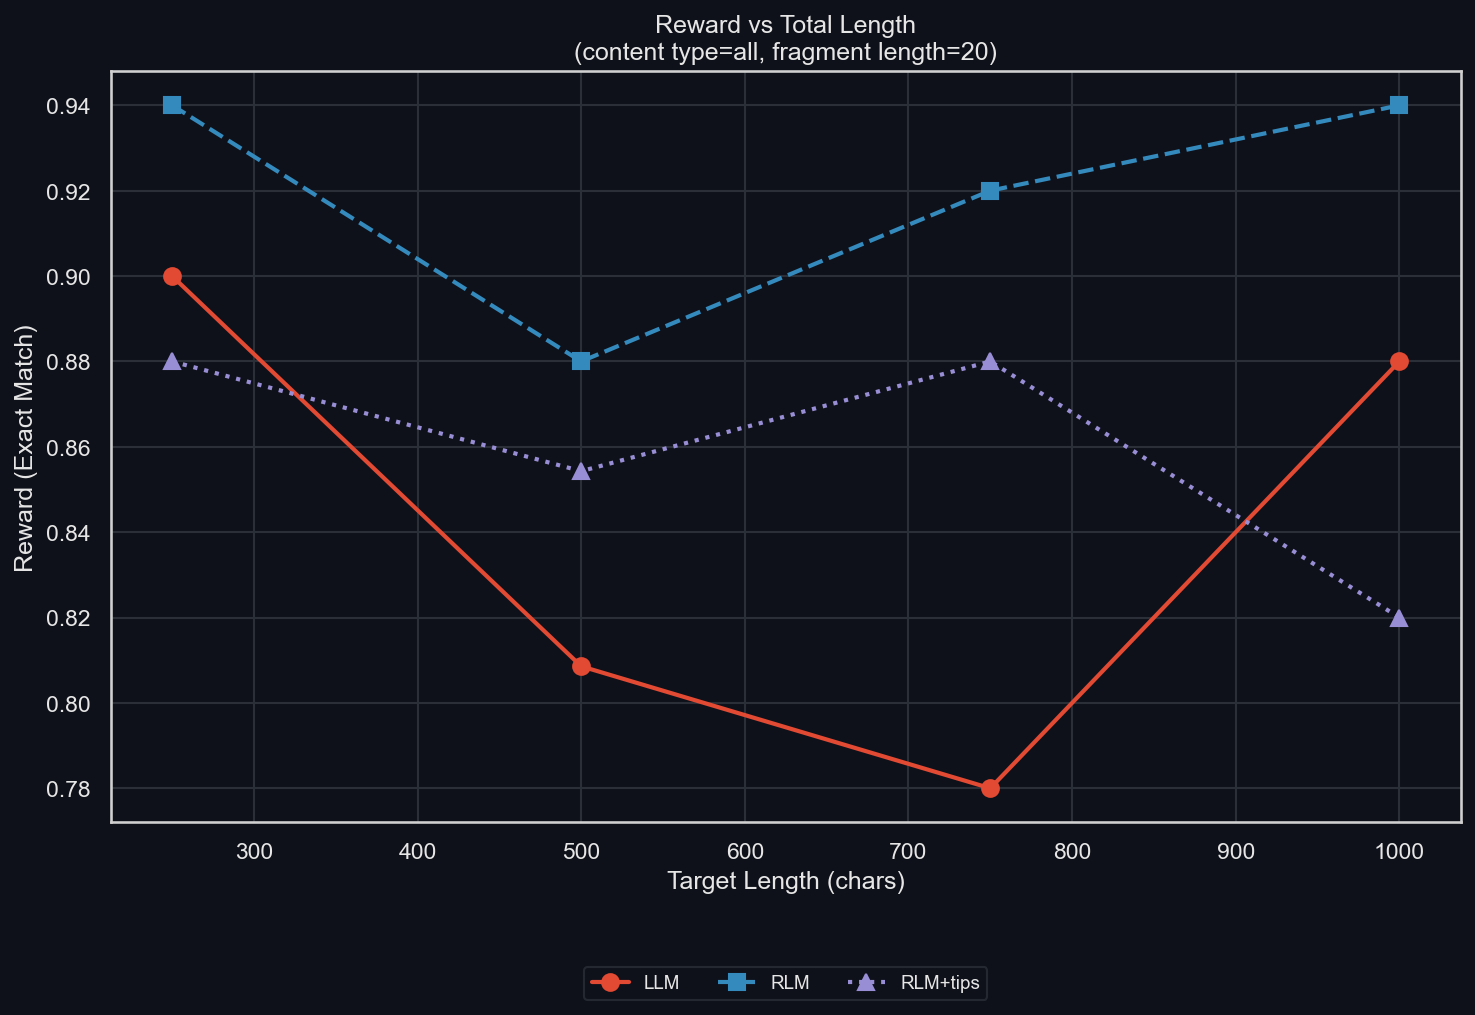 Reward vs Total Length
(content type=all, fragment length=20)
Reward (Exact Match)
0.94
0.92
0.90
0.88
0.86
0.84
0.82
0.80
0.78
300 400 500 600 700 800 900 1000
Target Length (chars)
LLM RLM RLM+tips